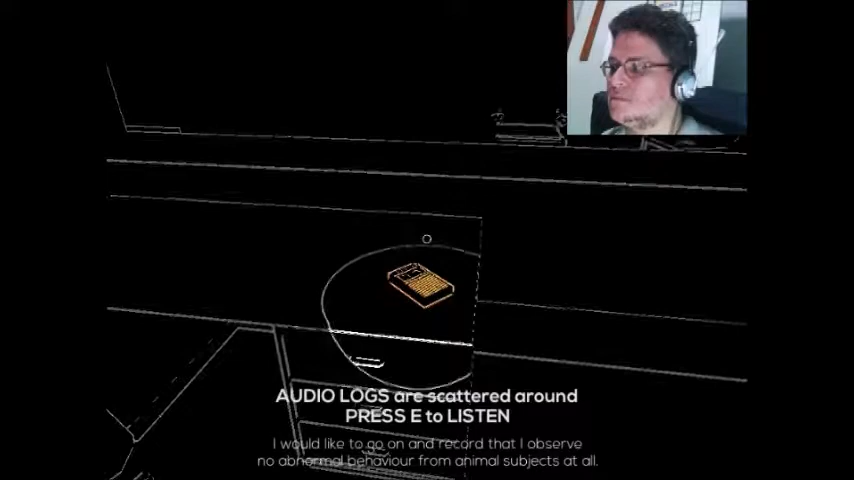 AUDIO LOGS are scattered around
PRESS E to LISTEN
I would like to go on and record that I observe
no abnormal behaviour from animal subjects at all.